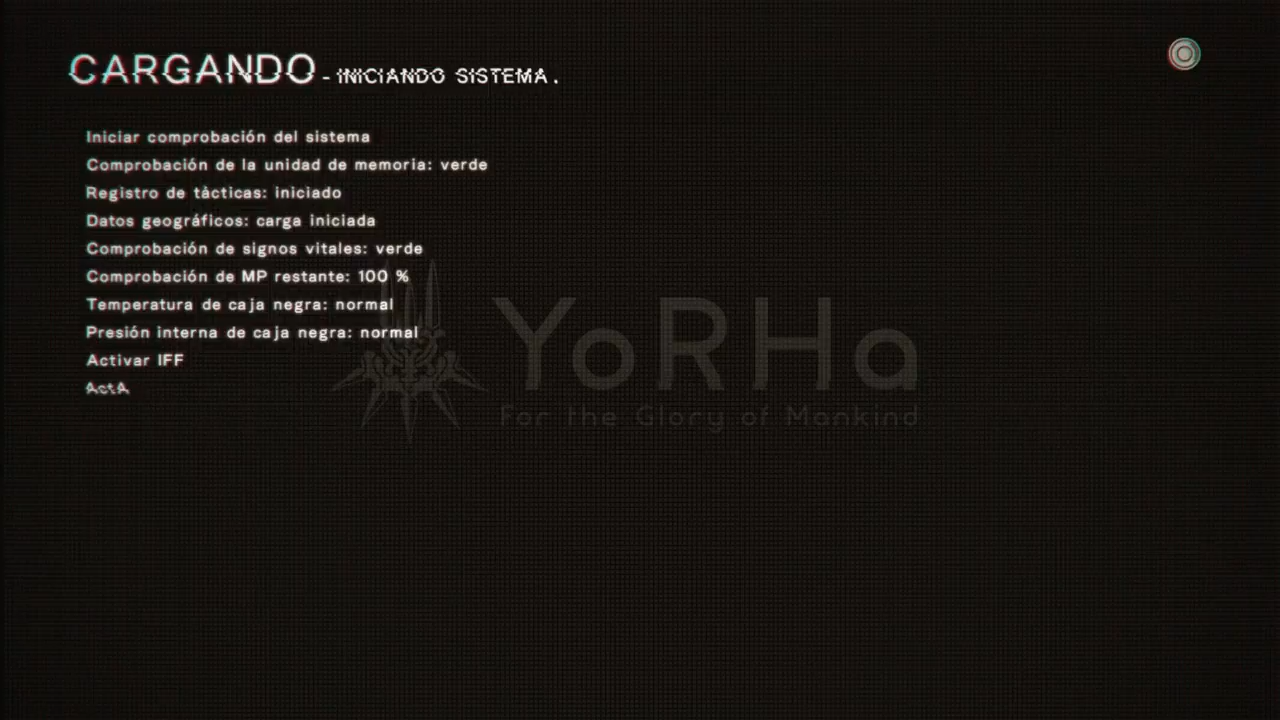 CARGANDO - INICIANDO SISTEMA.
Iniciar comprobación del sistema
Comprobación de la unidad de memoria: verde
Registro de tàcticas: iniciado
Datos geográficos: carga iniciada
Comprobación de signos vitales: verde
Comprobación de MP restante: 100 %
Temperatura de caja negra: normal
Presión interna de caja negra: normal
Activar IFF
ActA
YoRHa
For the Glory of Mankind